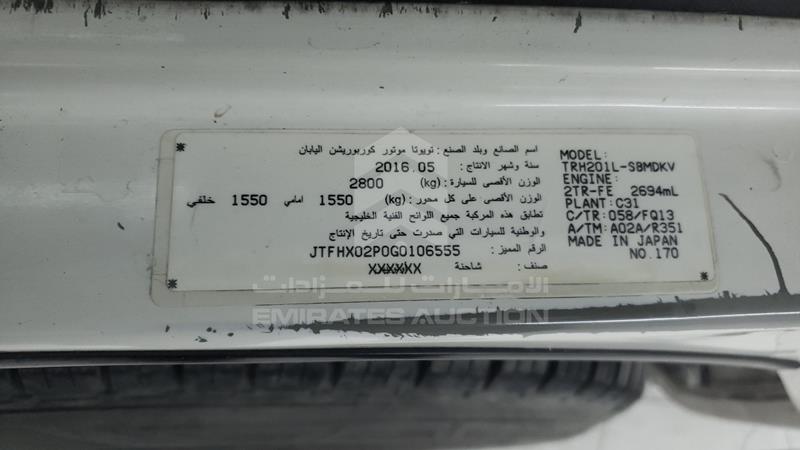 اسم الصانع وبلد الصنع : تويوتا موتور كوربوريشن اليابان
سنة وشهر الانتاج : 2016.05
الوزن الأقصى للسيارة : (kg) 2800
الوزن الأقصى على كل محور : (kg) 1550 امامي 1550 خلفي
تطابق هذه المركبة جميع اللوائح الفنية الخليجية
والوطنية للسيارات التي صدرت حتى تاريخ الإنتاج
الرقم المميز : JTFHX02P0G0106555
صنف : شاحنة XXXXXX
MODEL:
TRH201L-SBMDKV
ENGINE:
2TR-FE 2694mL
PLANT: C31
C/TR: 058/FQ13
A/TM: A02A/R351
MADE IN JAPAN
NO.170
الإمارات للمزادات
EMIRATES AUCTION